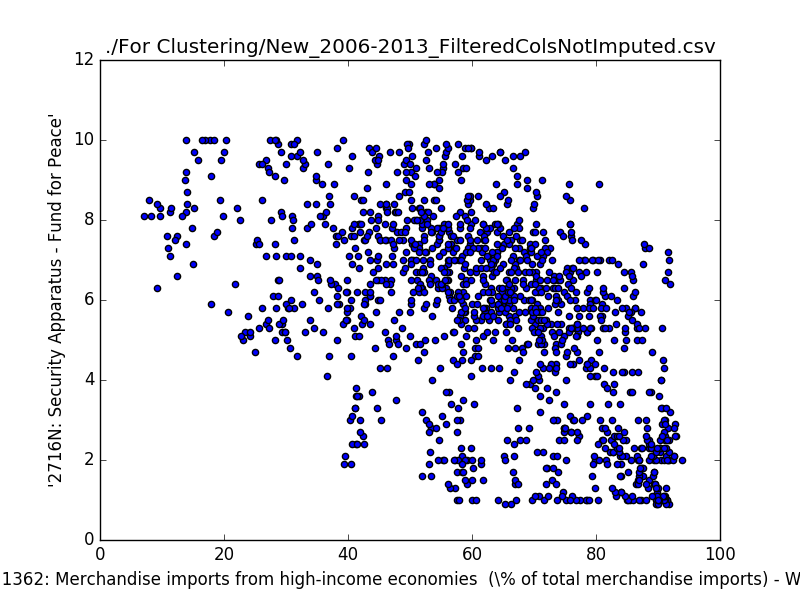 ./For Clustering/New_2006-2013_FilteredColsNotImputed.csv
12
10
8
6
4
2
0
'2716N: Security Apparatus - Fund for Peace'
0 20 40 60 80 100
1362: Merchandise imports from high-income economies (\% of total merchandise imports) - W